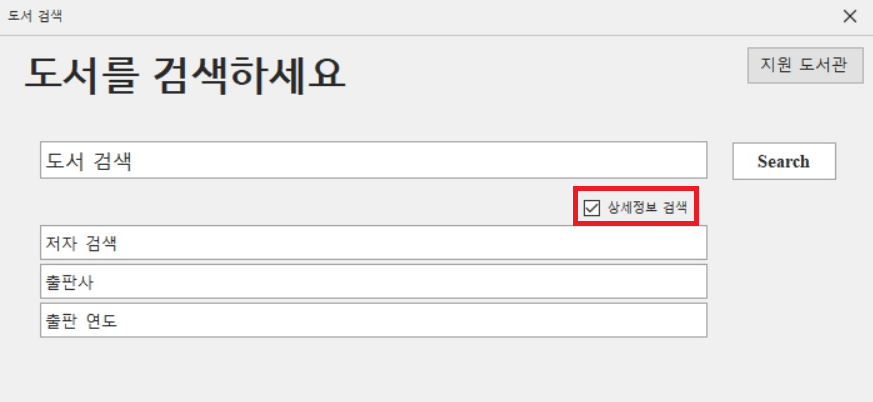 도서 검색
도서를 검색하세요
지원 도서관
도서 검색
Search
상세정보 검색
저자 검색
출판사
출판 연도